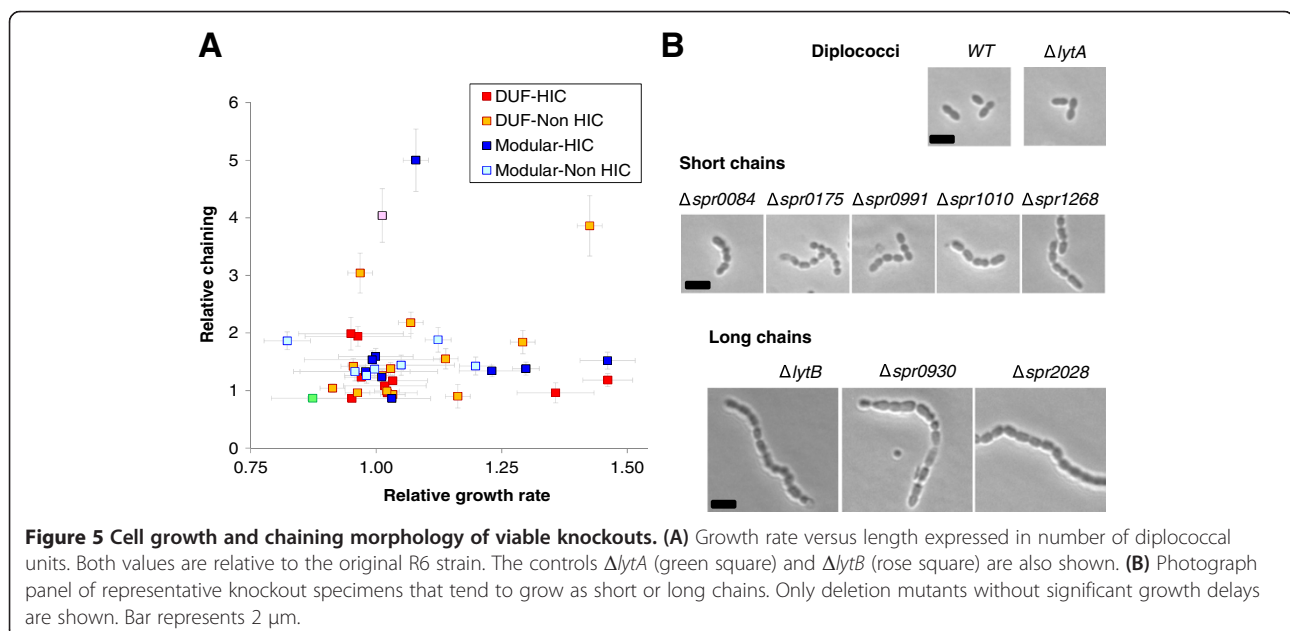 A
6
5
4
3
2
1
0
Relative chaining
0.75 1.00 1.25 1.50
Relative growth rate
DUF-HIC
DUF-Non HIC
Modular-HIC
Modular-Non HIC
B
Diplococci WT ΔlytA
Short chains
Δspr0084 Δspr0175 Δspr0991 Δspr1010 Δspr1268
Long chains
ΔlytB Δspr0930 Δspr2028
Figure 5 Cell growth and chaining morphology of viable knockouts. (A) Growth rate versus length expressed in number of diplococcal
units. Both values are relative to the original R6 strain. The controls ΔlytA (green square) and ΔlytB (rose square) are also shown. (B) Photograph
panel of representative knockout specimens that tend to grow as short or long chains. Only deletion mutants without significant growth delays
are shown. Bar represents 2 μm.